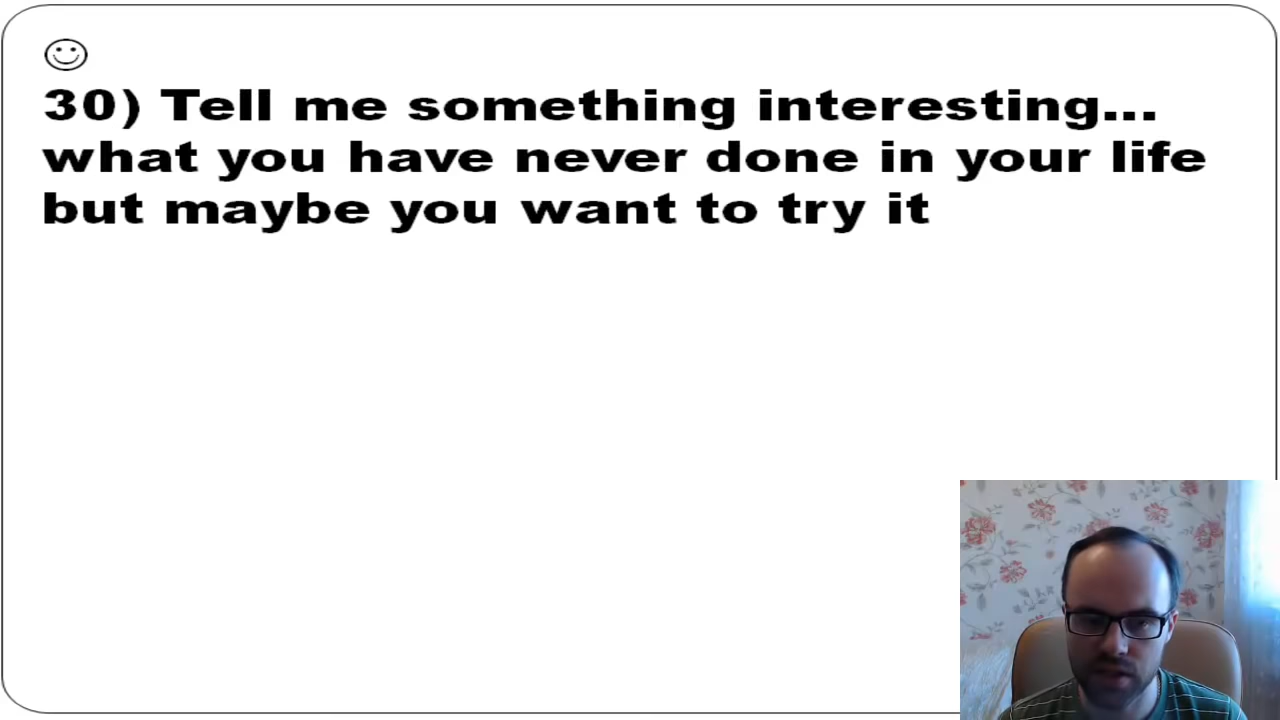 30) Tell me something interesting...
what you have never done in your life
but maybe you want to try it